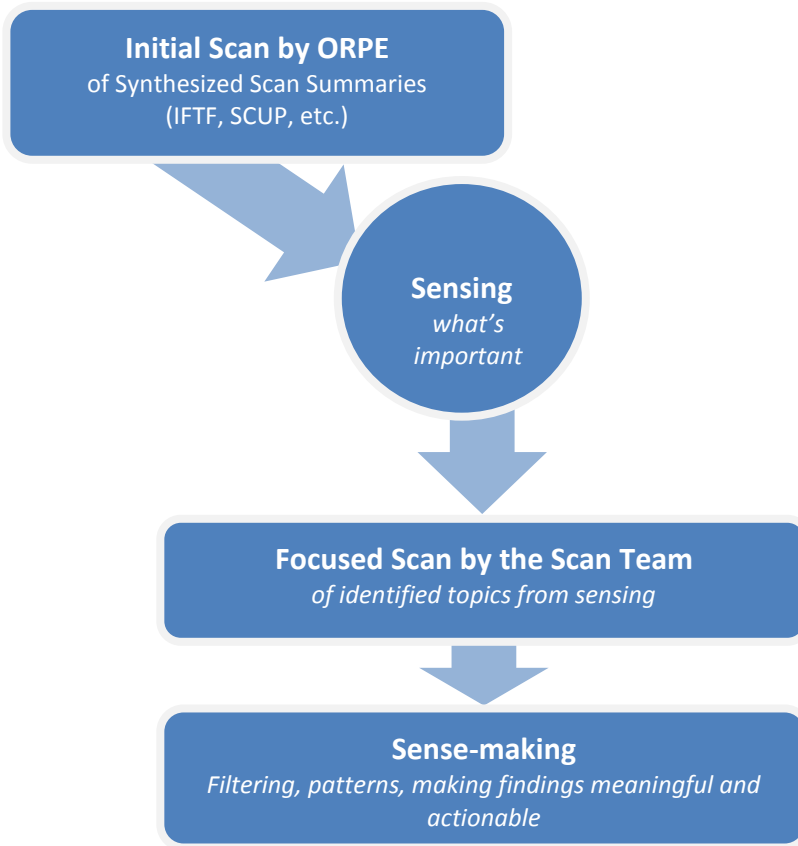 Initial Scan by ORPE
of Synthesized Scan Summaries
(IFTF, SCUP, etc.)
Sensing
what’s
important
Focused Scan by the Scan Team
of identified topics from sensing
Sense-making
Filtering, patterns, making findings meaningful and
actionable